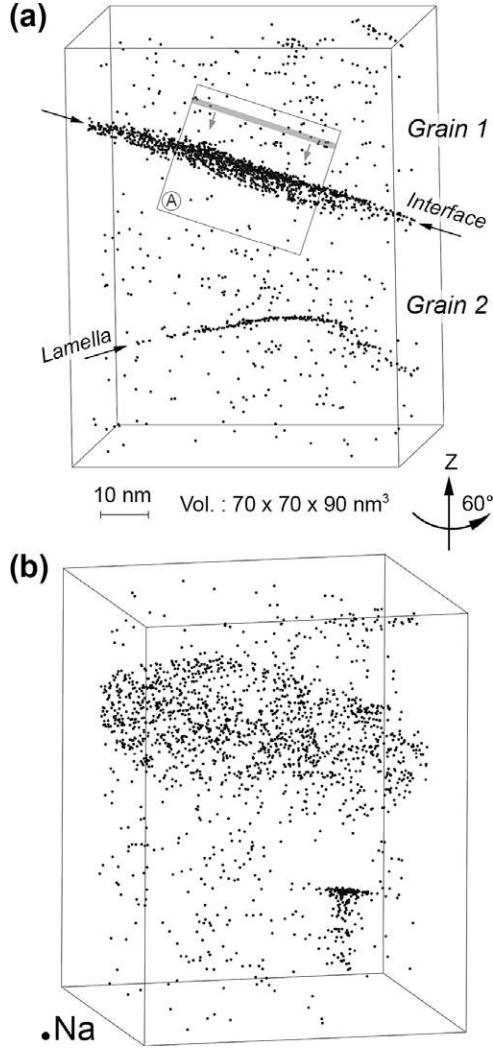 (a)
Grain 1
A
Interface
Grain 2
Lamella
10 nm
Vol. : 70 x 70 x 90 nm³
Z
60°
(b)
.Na